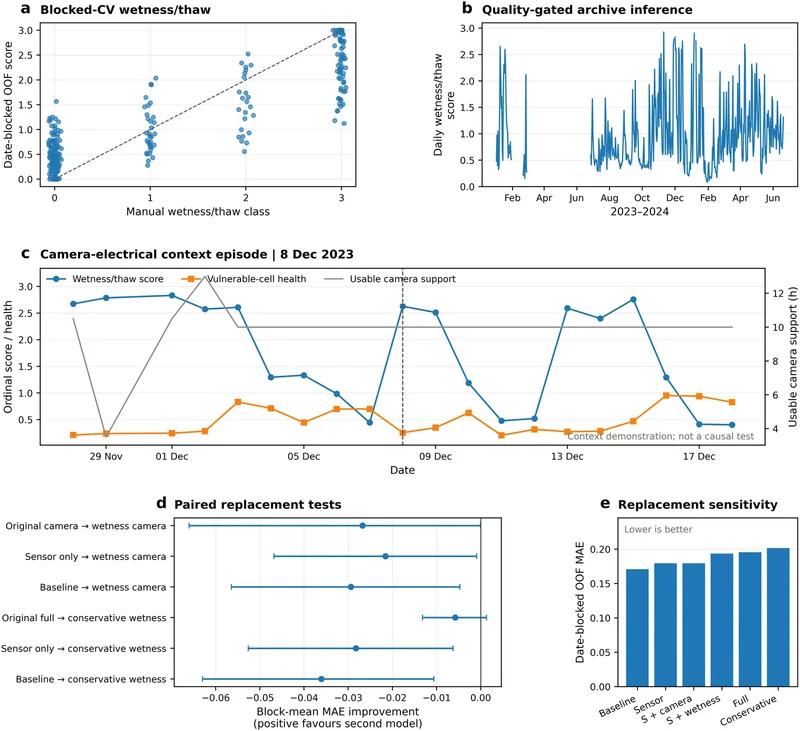 a Blocked-CV wetness/thaw
Date-blocked OOF score
3.0
2.5
2.0
1.5
1.0
0.5
0.0
0 1 2 3
Manual wetness/thaw class
b Quality-gated archive inference
Daily wetness/thaw
score
3.0
2.5
2.0
1.5
1.0
0.5
0.0
Feb Apr Jun Aug Oct Dec Feb Apr Jun
2023–2024
c Camera-electrical context episode | 8 Dec 2023
Wetness/thaw score Vulnerable-cell health Usable camera support
Ordinal score / health
3.0
2.5
2.0
1.5
1.0
0.5
12
10
8
6
4
Usable camera support (h)
Context demonstration; not a causal test
29 Nov 01 Dec 05 Dec 09 Dec 13 Dec 17 Dec
Date
d Paired replacement tests
Original camera → wetness camera
Sensor only → wetness camera
Baseline → wetness camera
Original full → conservative wetness
Sensor only → conservative wetness
Baseline → conservative wetness
−0.06 −0.05 −0.04 −0.03 −0.02 −0.01 0.00
Block-mean MAE improvement
(positive favours second model)
e Replacement sensitivity
Lower is better
Date-blocked OOF MAE
0.20
0.15
0.10
0.05
0.00
Baseline
Sensor
S + camera
S + wetness
Full
Conservative